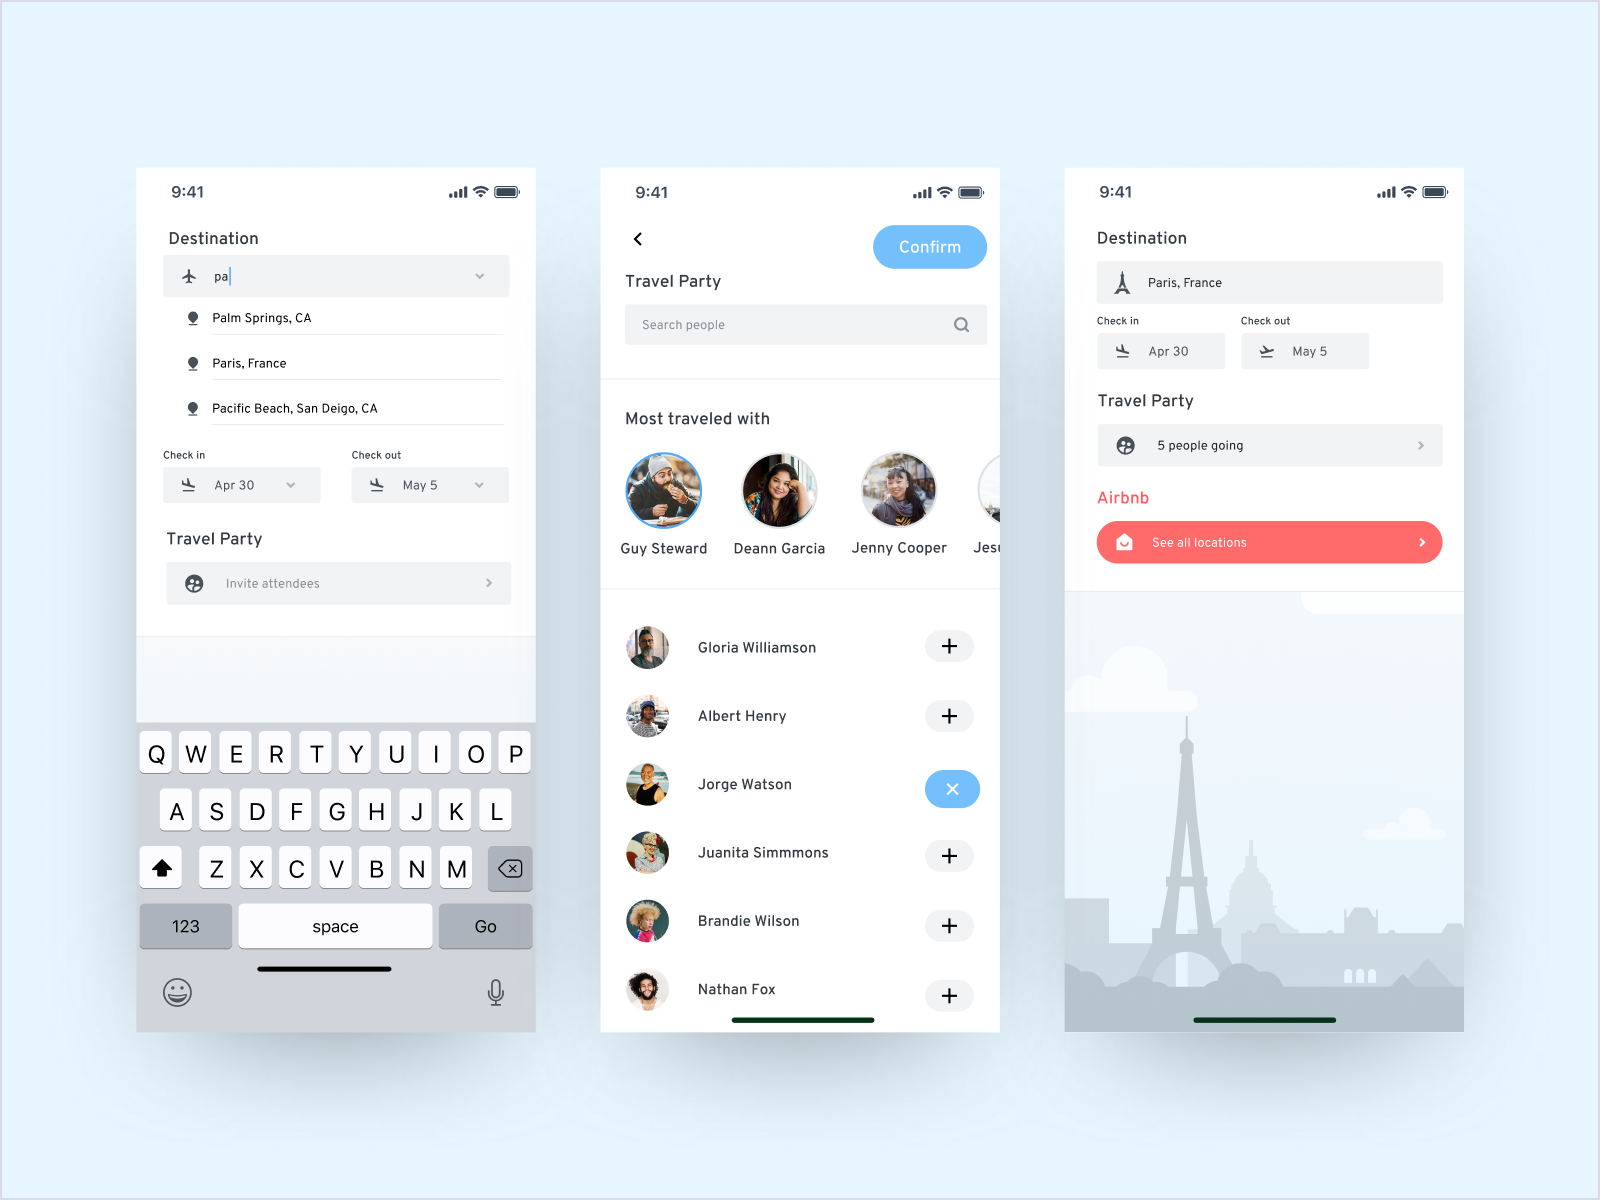 9:41
Destination
pa
Palm Springs, CA
Paris, France
Pacific Beach, San Deigo, CA
Check in Check out
Apr 30 May 5
Travel Party
Invite attendees
Q W E R T Y U I O P
A S D F G H J K L
Z X C V B N M
123 space Go
9:41
Confirm
Travel Party
Search people
Most traveled with
Guy Steward Deann Garcia Jenny Cooper Jesu
Gloria Williamson
Albert Henry
Jorge Watson
Juanita Simmmons
Brandie Wilson
Nathan Fox
9:41
Destination
Paris, France
Check in Check out
Apr 30 May 5
Travel Party
5 people going
Airbnb
See all locations